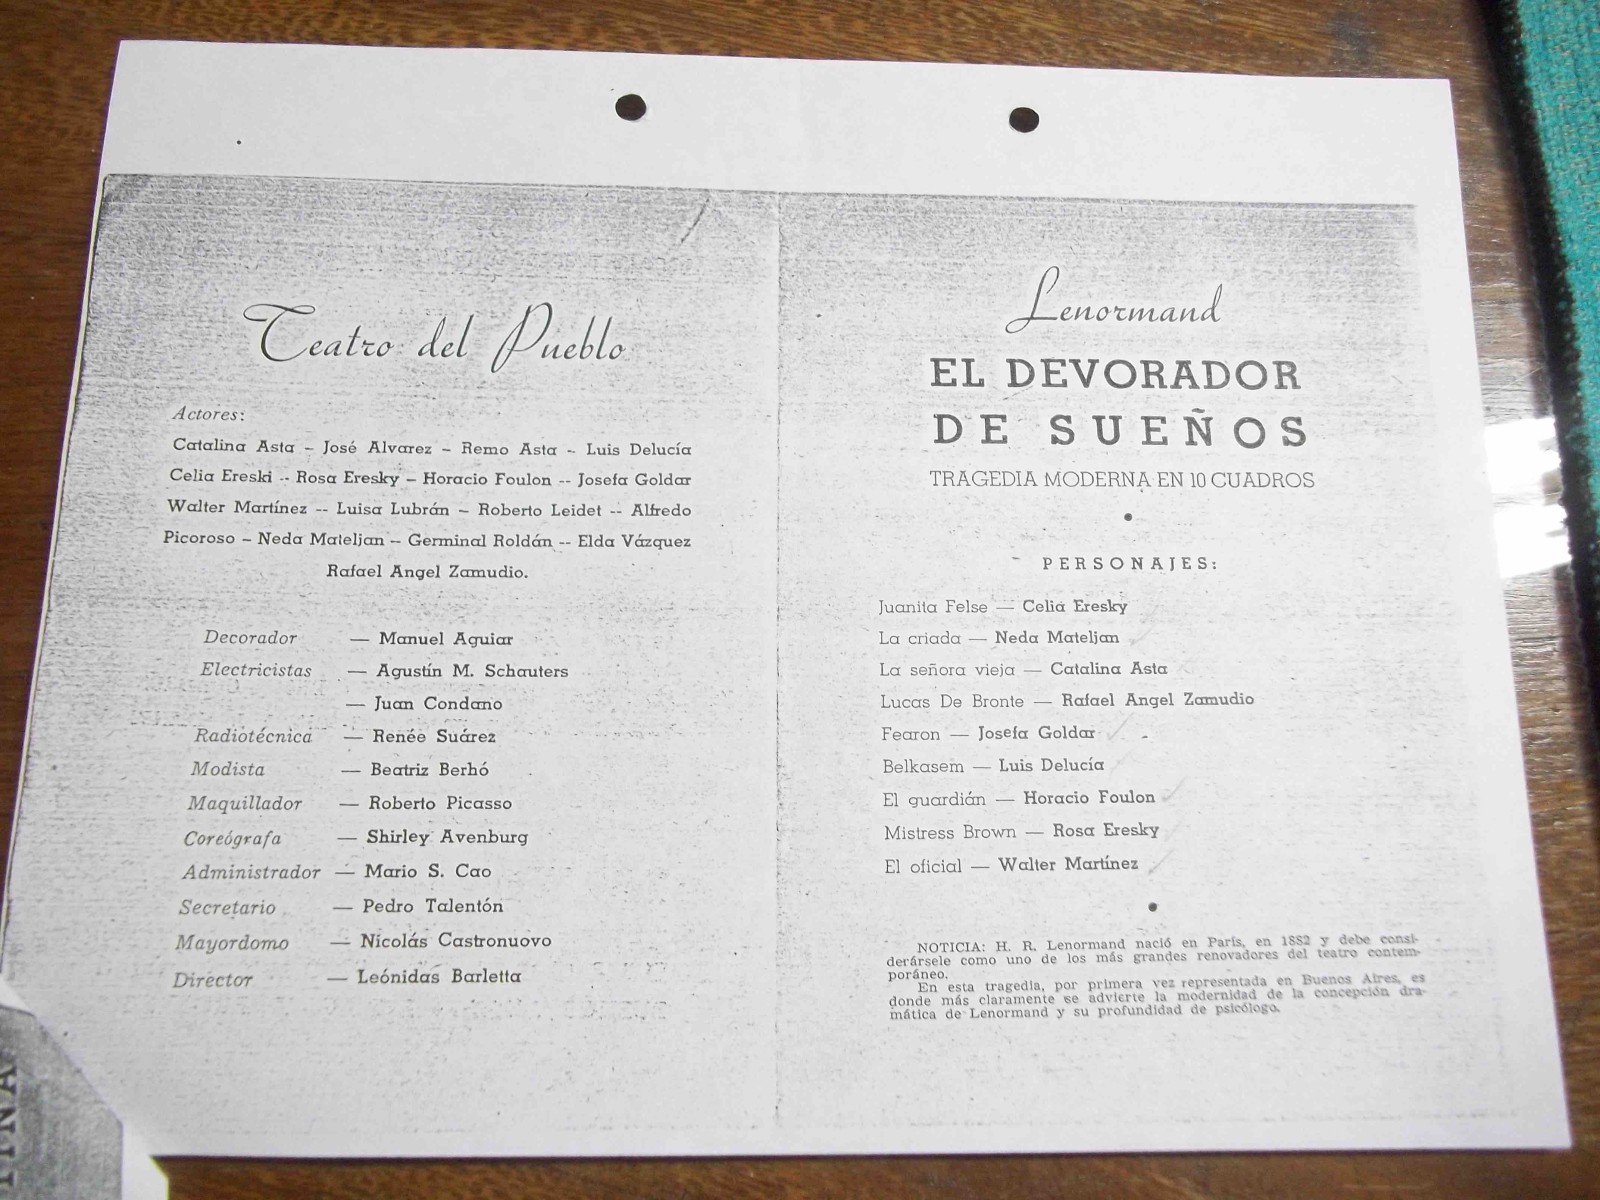 Teatro del Pueblo
Actores:
Catalina Asta – José Alvarez – Remo Asta – Luis Delucía
Celia Ereski -- Rosa Eresky – Horacio Foulon -- Josefa Goldar
Walter Martínez -- Luisa Lubrán – Roberto Leidet -- Alfredo
Picoroso – Neda Mateljan – Germinal Roldán -- Elda Vázquez
Rafael Angel Zamudio.
Decorador — Manuel Aguiar
Electricistas — Agustín M. Schauters
— Juan Condano
Radiotécnica — Renée Suárez
Modista — Beatriz Berhó
Maquillador — Roberto Picasso
Coreógrafa — Shirley Avenburg
Administrador — Mario S. Cao
Secretario — Pedro Talentón
Mayordomo — Nicolás Castronuovo
Director — Leónidas Barletta
Lenormand
EL DEVORADOR
DE SUEÑOS
TRAGEDIA MODERNA EN 10 CUADROS
PERSONAJES:
Juanita Felse — Celia Eresky
La criada — Neda Mateljan
La señora vieja — Catalina Asta
Lucas De Bronte — Rafael Angel Zamudio
Fearon — Josefa Goldar
Belkasem — Luis Delucía
El guardián — Horacio Foulon
Mistress Brown — Rosa Eresky
El oficial — Walter Martínez
NOTICIA: H. R. Lenormand nació en París, en 1882 y debe consi-
derársele como uno de los más grandes renovadores del teatro contem-
poráneo.
En esta tragedia, por primera vez representada en Buenos Aires, es
donde más claramente se advierte la modernidad de la concepción dra-
mática de Lenormand y su profundidad de psicólogo.